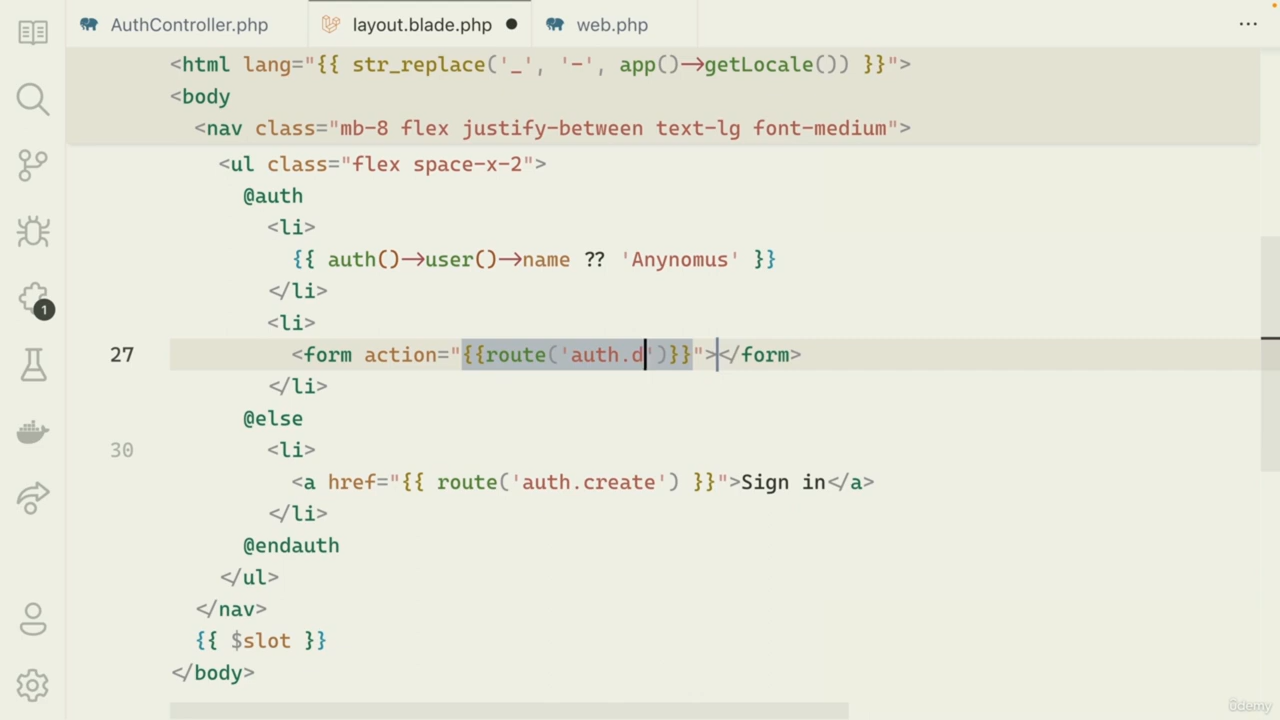 AuthController.php
layout.blade.php
web.php
<html lang="{{ str_replace('_', '-', app()->getLocale()) }}">
<body
<nav class="mb-8 flex justify-between text-lg font-medium">
<ul class="flex space-x-2">
@auth
<li>
{{ auth()->user()->name ?? 'Anynomus' }}
</li>
<li>
27 <form action="{{route('auth.d')}}"></form>
</li>
@else
30 <li>
<a href="{{ route('auth.create') }}">Sign in</a>
</li>
@endauth
</ul>
</nav>
{{ $slot }}
</body>
1
ûdemy